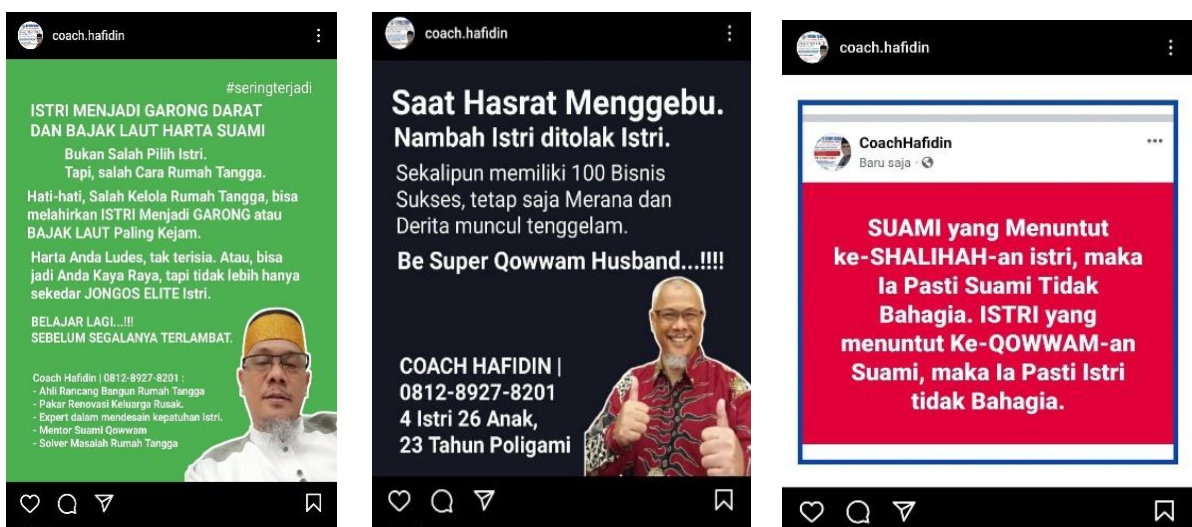 coach.hafidin
#seringterjadi
ISTRI MENJADI GARONG DARAT
DAN BAJAK LAUT HARTA SUAMI
Bukan Salah Pilih Istri.
Tapi, salah Cara Rumah Tangga.
Hati-hati, Salah Kelola Rumah Tangga, bisa
melahirkan ISTRI Menjadi GARONG atau
BAJAK LAUT Paling Kejam.
Harta Anda Ludes, tak terisia. Atau, bisa
jadi Anda Kaya Raya, tapi tidak lebih hanya
sekedar JONGOS ELITE Istri.
BELAJAR LAGI...!!!
SEBELUM SEGALANYA TERLAMBAT.
Coach Hafidin | 0812-8927-8201 :
- Ahli Rancang Bangun Rumah Tangga
- Pakar Renovasi Keluarga Rusak.
- Expert dalam mendesain kepatuhan Istri.
- Mentor Suami Qowwam
- Solver Masalah Rumah Tangga
coach.hafidin
Saat Hasrat Menggebu.
Nambah Istri ditolak Istri.
Sekalipun memiliki 100 Bisnis
Sukses, tetap saja Merana dan
Derita muncul tenggelam.
Be Super Qowwam Husband...!!!!
COACH HAFIDIN |
0812-8927-8201
4 Istri 26 Anak,
23 Tahun Poligami
coach.hafidin
CoachHafidin
Baru saja ·
SUAMI yang Menuntut
ke-SHALIHAH-an istri, maka
Ia Pasti Suami Tidak
Bahagia. ISTRI yang
menuntut Ke-QOWWAM-an
Suami, maka Ia Pasti Istri
tidak Bahagia.